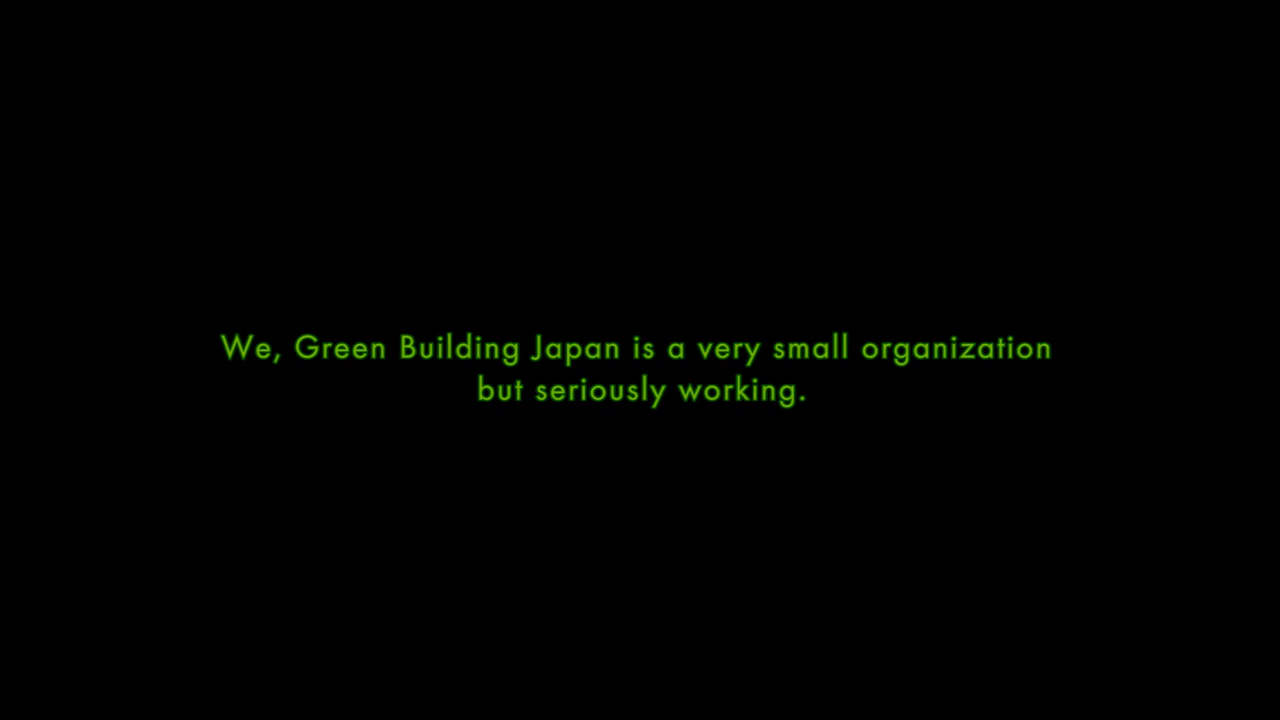 We, Green Building Japan is a very small organization
but seriously working.